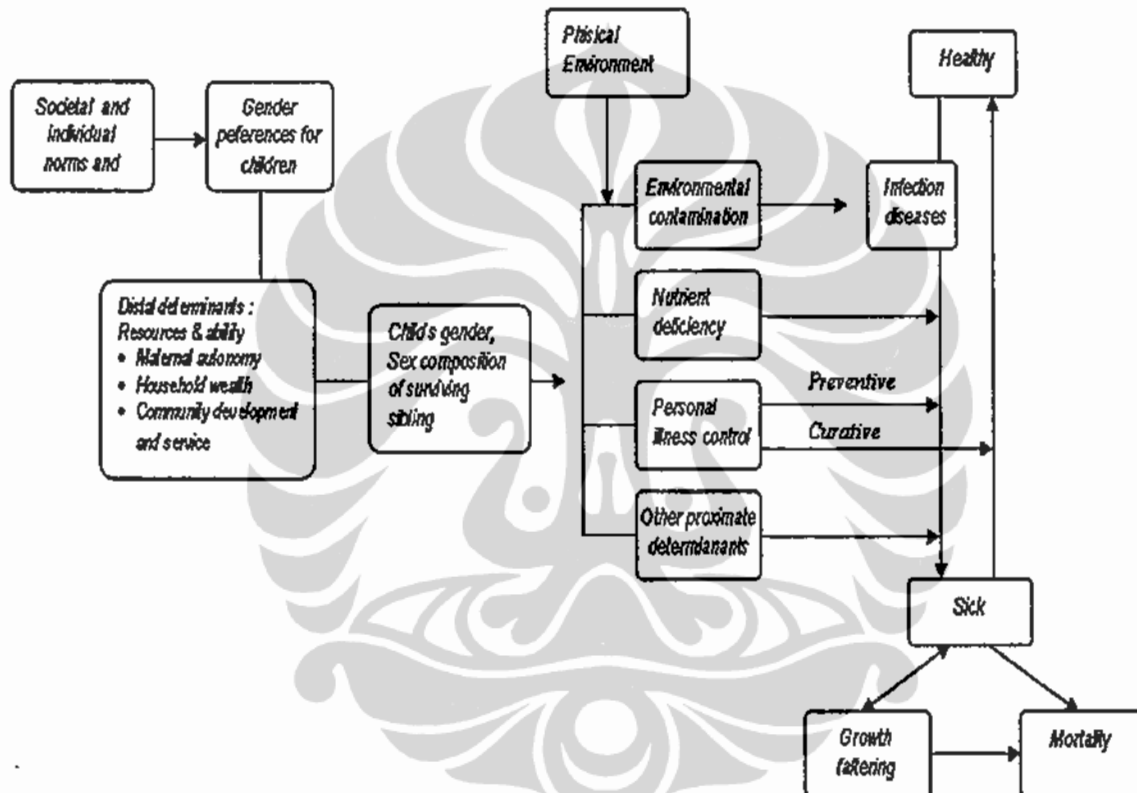 Phisical
Environment
Healthy
Societal and
individual
norms and
Gender
peferences for
children
Environmental
contamination
Infection
diseases
Distal determinants :
Resources & ability
• Maternal autonomy
• Household wealth
• Community development
and service
Child's gender,
Sex composition
of surviving
sibling
Nutrient
deficiency
Personal
illness control
Preventive
Curative
Other proximate
determianants
Sick
Growth
faltering
Mortality